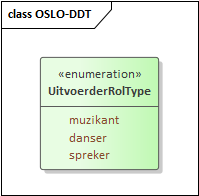 class OSLO-DDT
«enumeration»
UitvoerderRolType
muzikant
danser
spreker